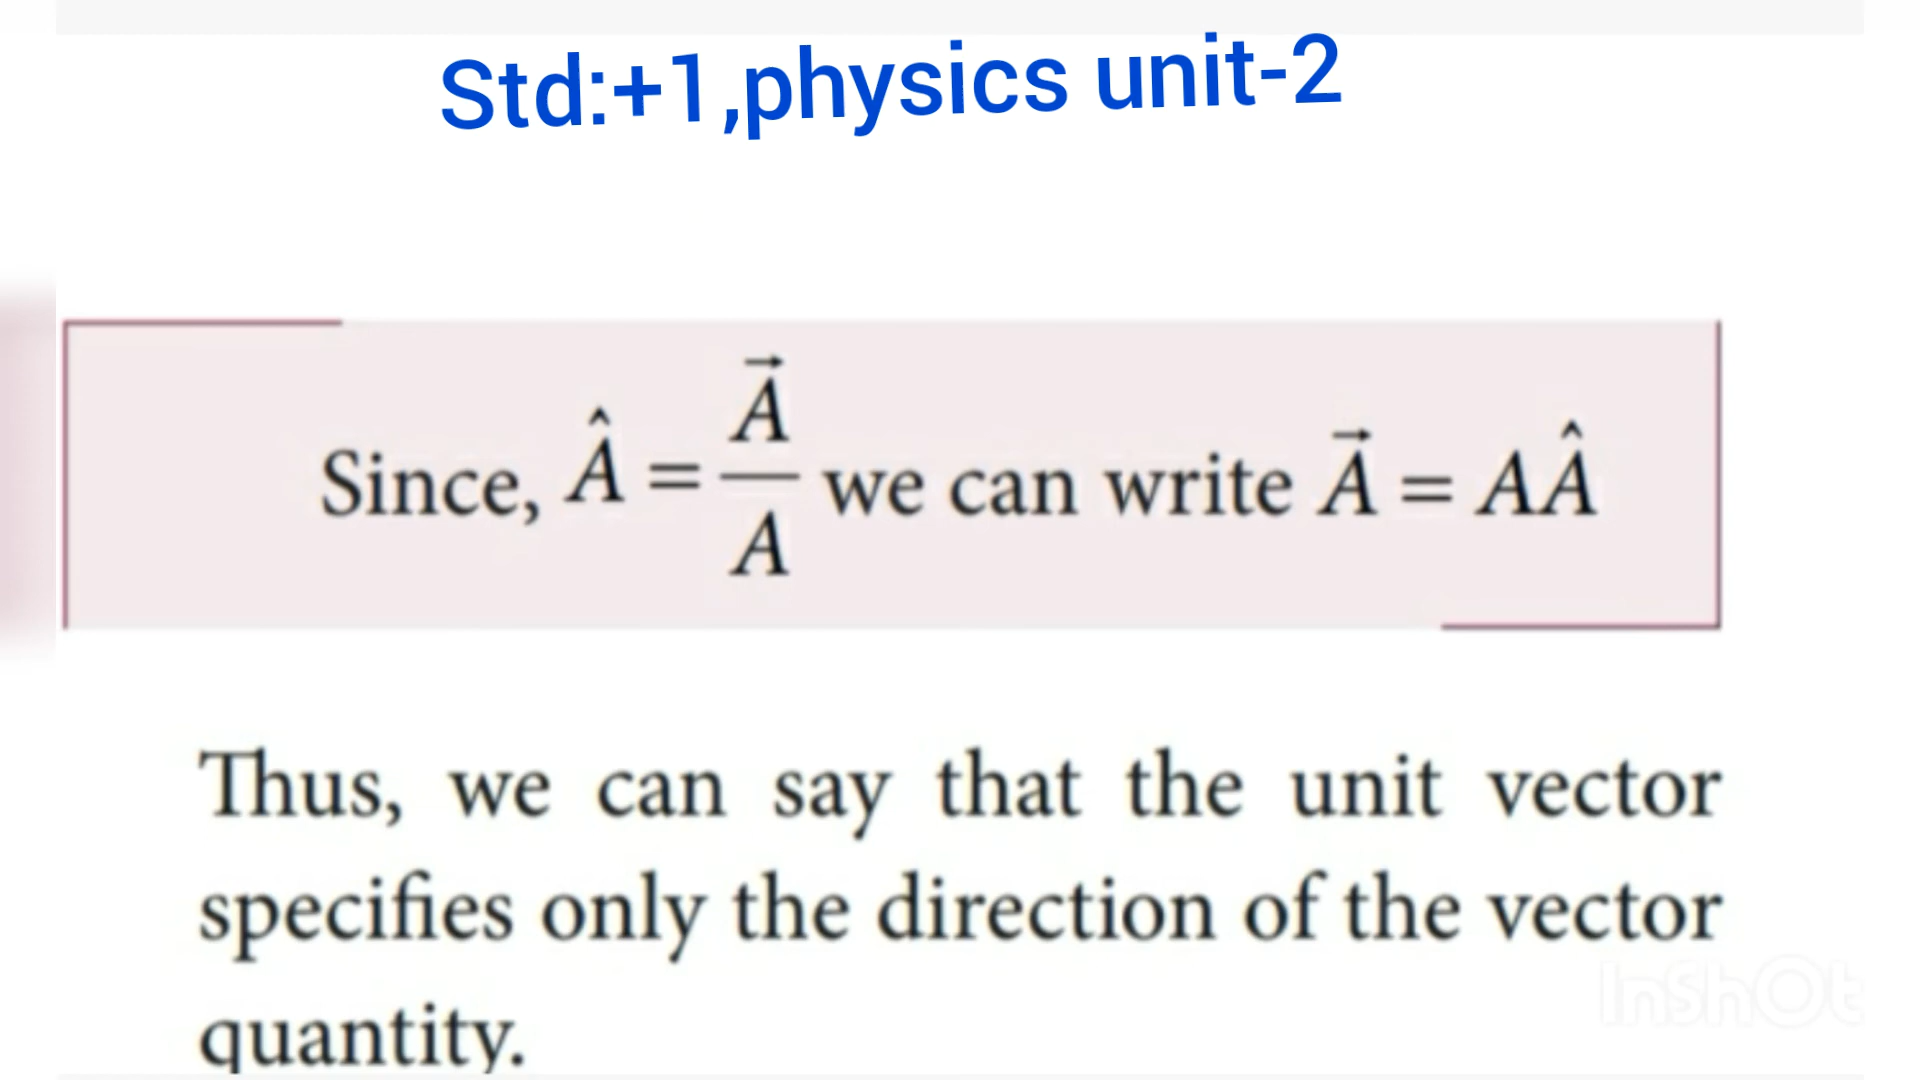 Std:+1,physics unit-2
Since, Â = A⃗ / A we can write A⃗ = AÂ
Thus, we can say that the unit vector
specifies only the direction of the vector
quantity.
InShOt